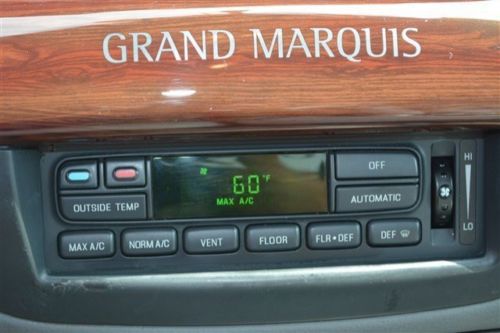 GRAND MARQUIS
OFF
HI
60°F
OUTSIDE TEMP
MAX A/C
AUTOMATIC
MAX A/C
NORM A/C
VENT
FLOOR
FLR•DEF
DEF
LO